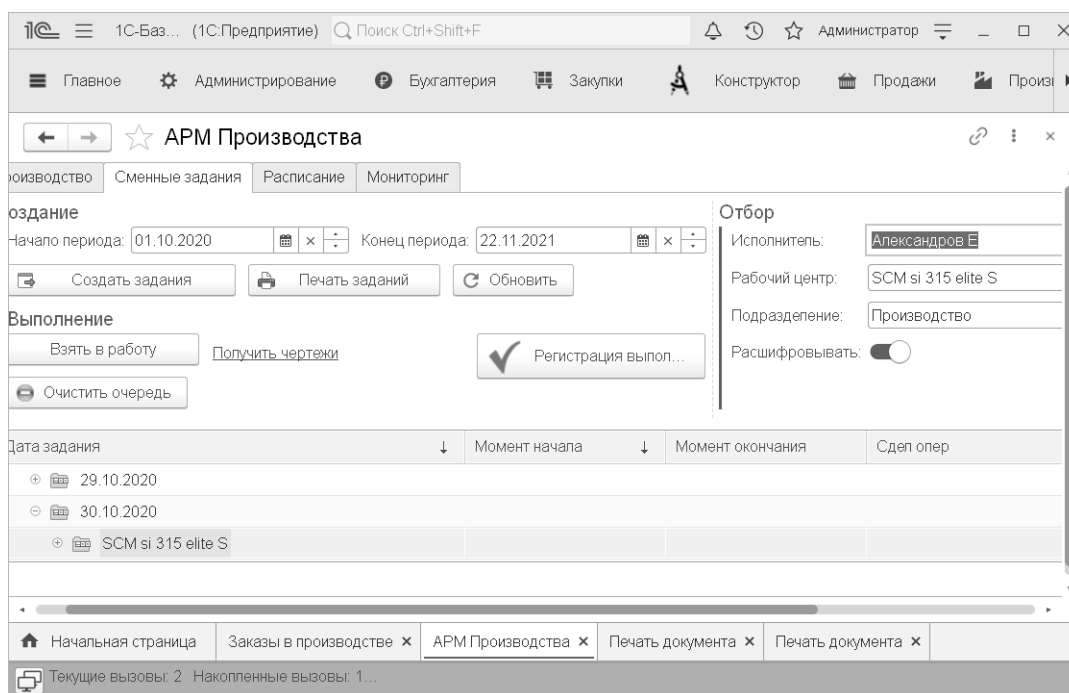 1С-Баз... (1С:Предприятие) Поиск Ctrl+Shift+F Администратор
Главное Администрирование Бухгалтерия Закупки Конструктор Продажи Произв
АРМ Производства
роизводство Сменные задания Расписание Мониторинг
оздание Отбор
Начало периода: 01.10.2020 Конец периода: 22.11.2021 Исполнитель: Александров Е
Создать задания Печать заданий Обновить Рабочий центр: SCM si 315 elite S
Выполнение Подразделение: Производство
Взять в работу Получить чертежи Регистрация выпол... Расшифровывать:
Очистить очередь
Дата задания Момент начала Момент окончания Сдел опер
29.10.2020
30.10.2020
SCM si 315 elite S
Начальная страница Заказы в производстве АРМ Производства Печать документа Печать документа
Текущие вызовы: 2 Накопленные вызовы: 1...